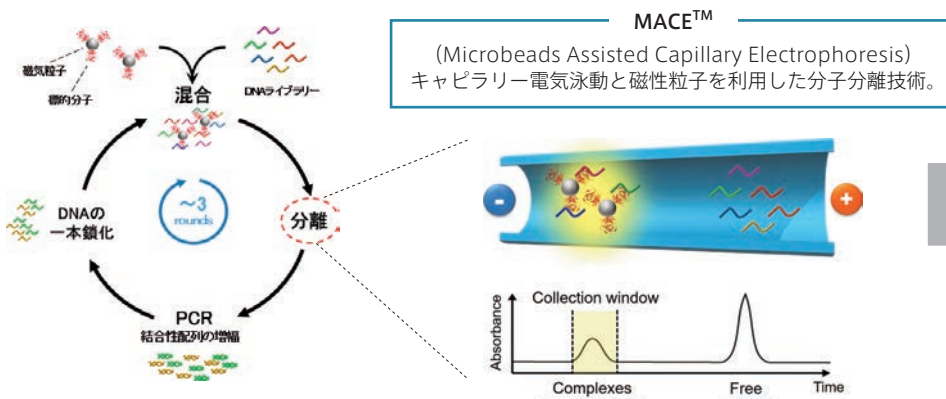 MACE™
(Microbeads Assisted Capillary Electrophoresis)
キャピラリー電気泳動と磁性粒子を利用した分子分離技術。
磁気粒子
標的分子
混合
DNAライブラリー
~3
rounds
分離
DNAの
一本鎖化
PCR
結合性配列の増幅
-
+
Collection window
Absorbance
Complexes
Free
Time